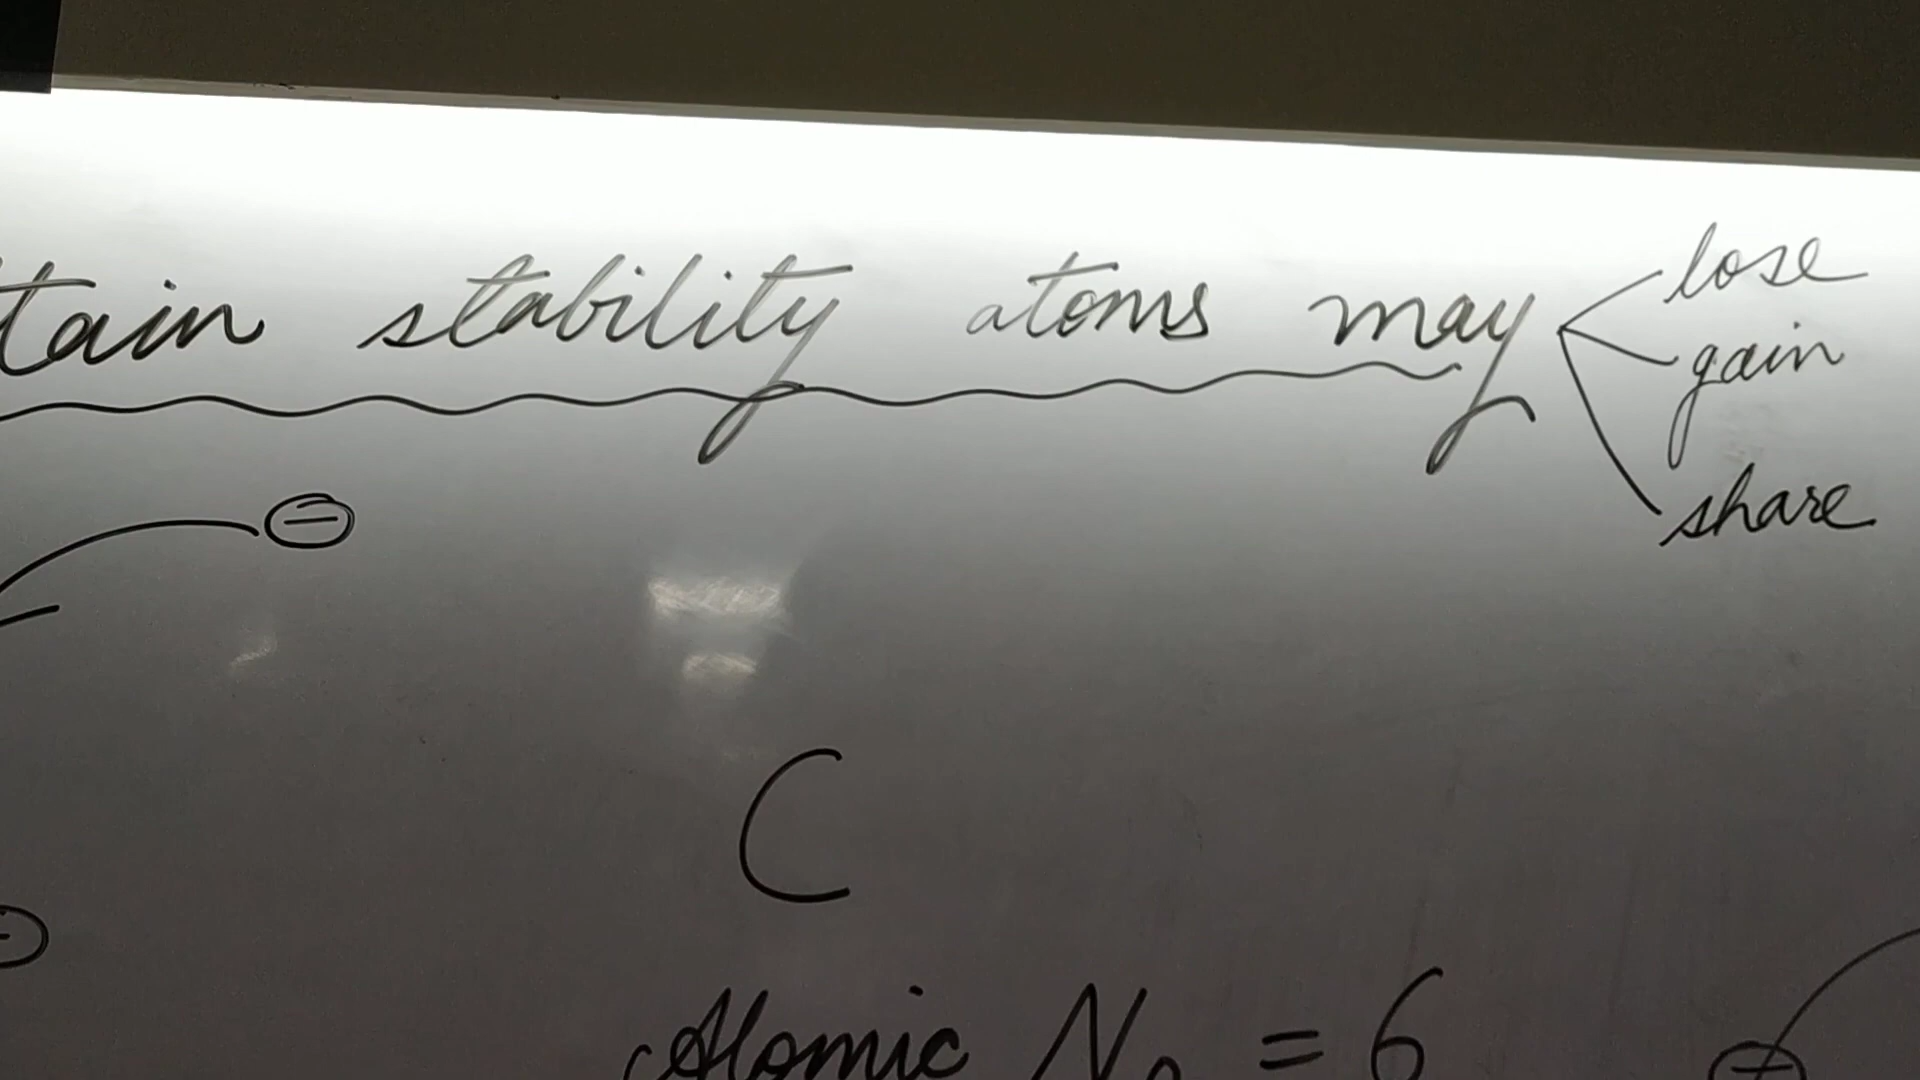 tain stability atoms may
lose
gain
share
C
Atomic No = 6